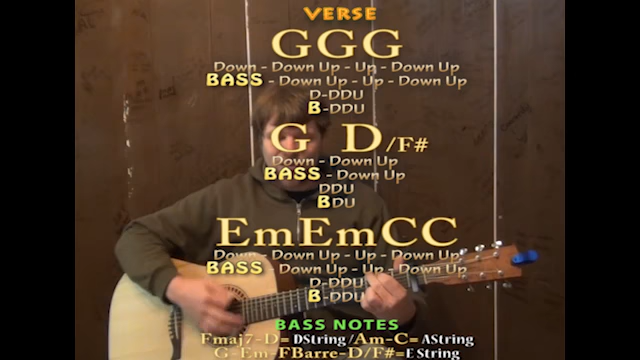 VERSE
GGG
Down - Down Up - Up - Down Up
BASS - Down Up - Up - Down Up
D-DDU
B-DDU
G D/F#
Down - Down Up
BASS - Down Up
DDU
BDU
EmEmCC
Down - Down Up - Up - Down Up
BASS - Down Up - Up - Down Up
D-DDU
B-DDU
BASS NOTES
Fmaj7-D= DString /Am-C= AString
G-Em-FBarre-D/F#=E String